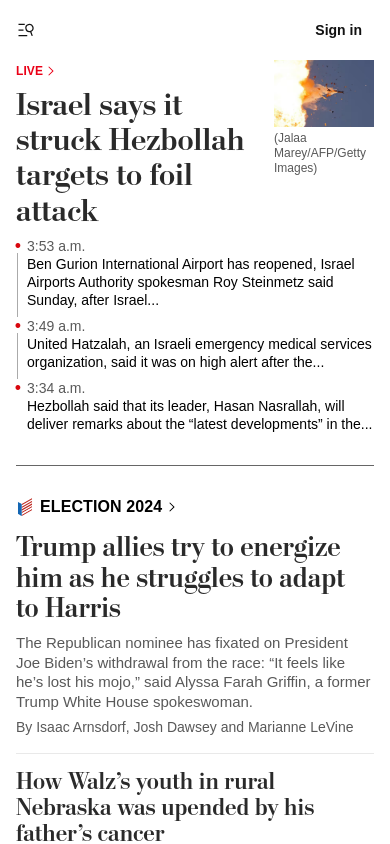 Sign in
LIVE
Israel says it
struck Hezbollah
targets to foil
attack
(Jalaa
Marey/AFP/Getty
Images)
3:53 a.m.
Ben Gurion International Airport has reopened, Israel
Airports Authority spokesman Roy Steinmetz said
Sunday, after Israel...
3:49 a.m.
United Hatzalah, an Israeli emergency medical services
organization, said it was on high alert after the...
3:34 a.m.
Hezbollah said that its leader, Hasan Nasrallah, will
deliver remarks about the “latest developments” in the...
ELECTION 2024
Trump allies try to energize
him as he struggles to adapt
to Harris
The Republican nominee has fixated on President
Joe Biden’s withdrawal from the race: “It feels like
he’s lost his mojo,” said Alyssa Farah Griffin, a former
Trump White House spokeswoman.
By Isaac Arnsdorf, Josh Dawsey and Marianne LeVine
How Walz’s youth in rural
Nebraska was upended by his
father’s cancer